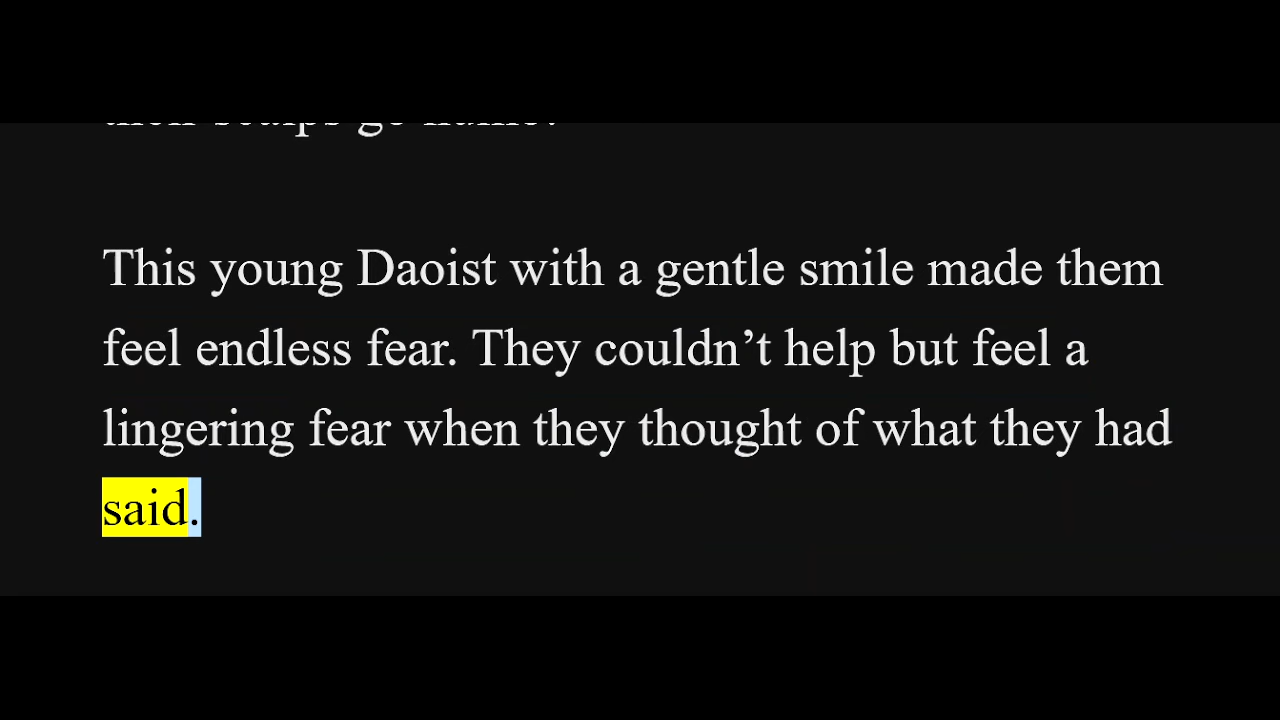 This young Daoist with a gentle smile made them
feel endless fear. They couldn’t help but feel a
lingering fear when they thought of what they had
said.